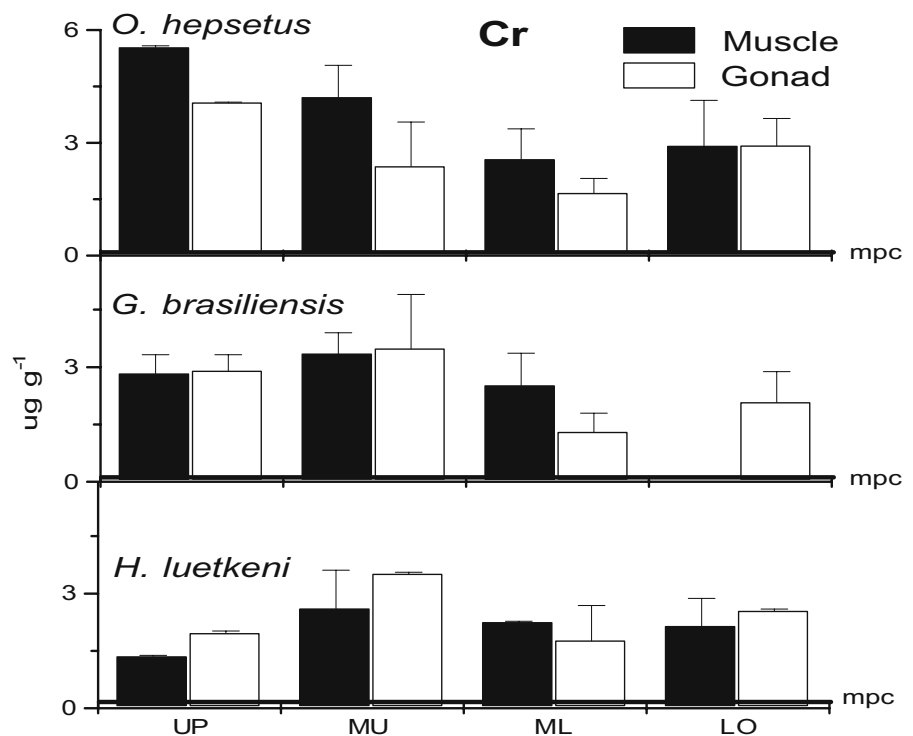 6
O. hepsetus
Cr
Muscle
Gonad
3
0
mpc
G. brasiliensis
3
ug g⁻¹
0
mpc
H. luetkeni
3
0
mpc
UP MU ML LO